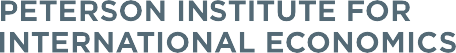 PETERSON INSTITUTE FOR
INTERNATIONAL ECONOMICS